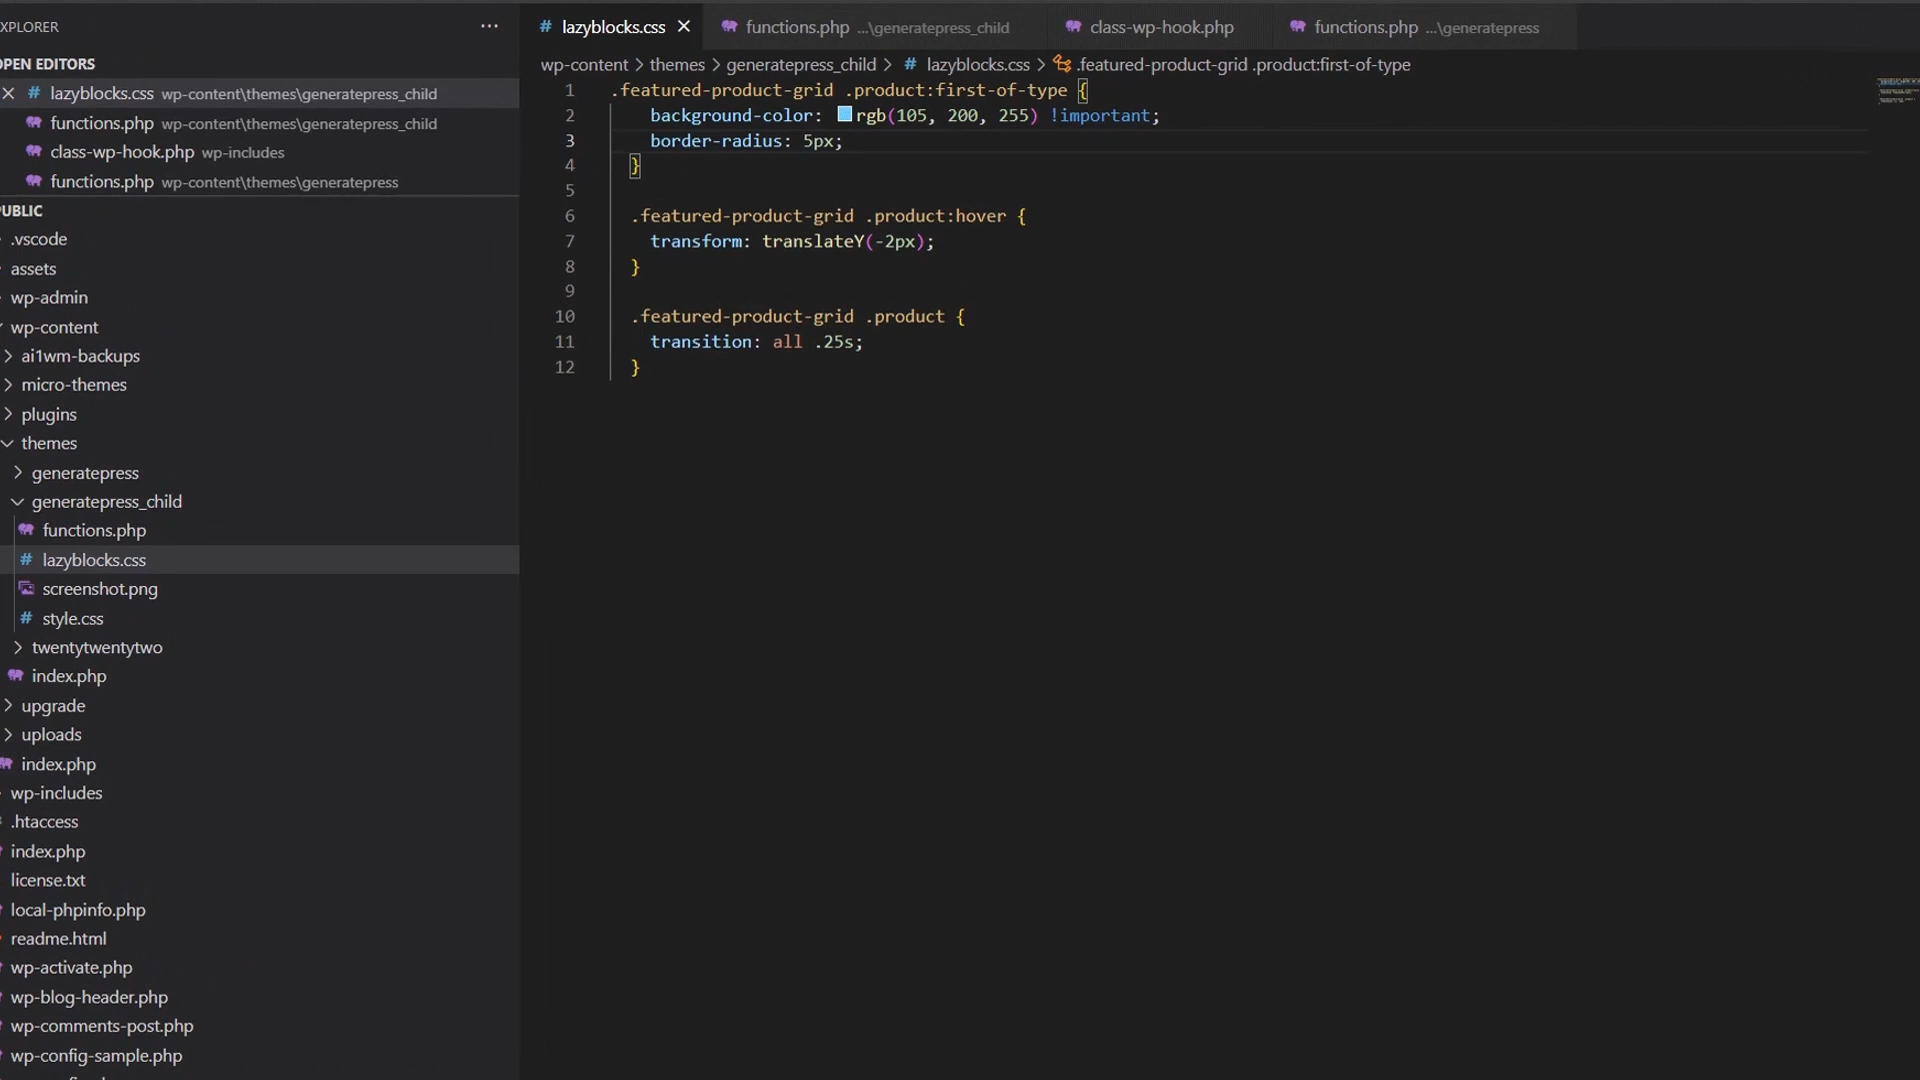 XPLORER
OPEN EDITORS
lazyblocks.css wp-content\themes\generatepress_child
functions.php wp-content\themes\generatepress_child
class-wp-hook.php wp-includes
functions.php wp-content\themes\generatepress
PUBLIC
.vscode
assets
wp-admin
wp-content
ai1wm-backups
micro-themes
plugins
themes
generatepress
generatepress_child
functions.php
# lazyblocks.css
screenshot.png
# style.css
twentytwentytwo
index.php
upgrade
uploads
index.php
wp-includes
.htaccess
index.php
license.txt
local-phpinfo.php
readme.html
wp-activate.php
wp-blog-header.php
wp-comments-post.php
wp-config-sample.php
# lazyblocks.css functions.php ...\generatepress_child class-wp-hook.php functions.php ...\generatepress
wp-content > themes > generatepress_child > # lazyblocks.css > .featured-product-grid .product:first-of-type
1 .featured-product-grid .product:first-of-type {
2 background-color: rgb(105, 200, 255) !important;
3 border-radius: 5px;
4 }
5
6 .featured-product-grid .product:hover {
7 transform: translateY(-2px);
8 }
9
10 .featured-product-grid .product {
11 transition: all .25s;
12 }